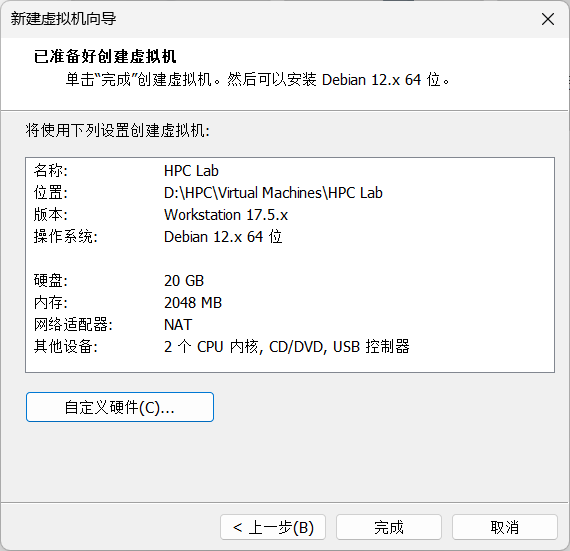 新建虚拟机向导
已准备好创建虚拟机
单击“完成”创建虚拟机。然后可以安装 Debian 12.x 64 位。
将使用下列设置创建虚拟机:
名称: HPC Lab
位置: D:\HPC\Virtual Machines\HPC Lab
版本: Workstation 17.5.x
操作系统: Debian 12.x 64 位
硬盘: 20 GB
内存: 2048 MB
网络适配器: NAT
其他设备: 2 个 CPU 内核, CD/DVD, USB 控制器
自定义硬件(C)...
< 上一步(B) 完成 取消